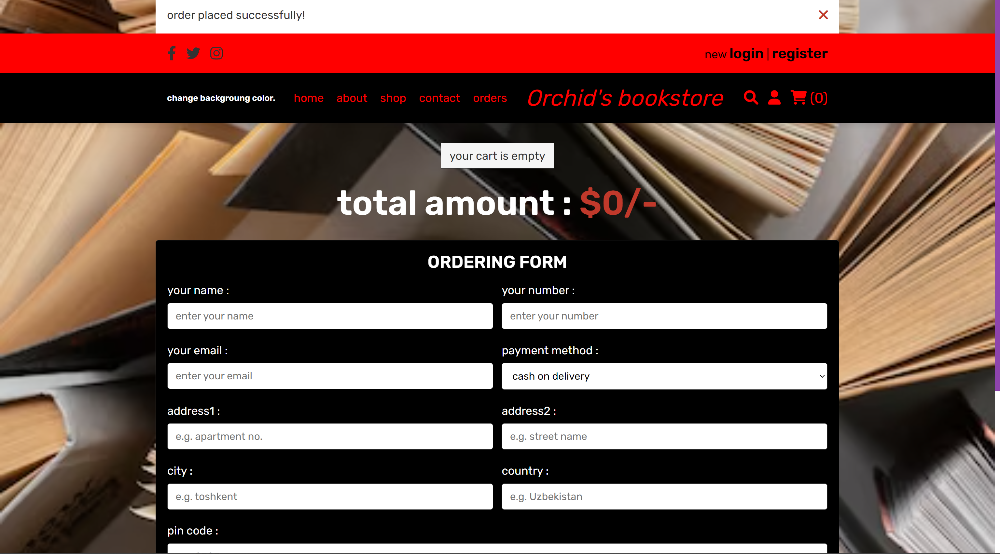 order placed successfully!
new login | register
change backgroung color. home about shop contact orders Orchid's bookstore (0)
your cart is empty
total amount : $0/-
ORDERING FORM
your name : your number :
enter your name enter your number
your email : payment method :
enter your email cash on delivery
address1 : address2 :
e.g. apartment no. e.g. street name
city : country :
e.g. toshkent e.g. Uzbekistan
pin code :